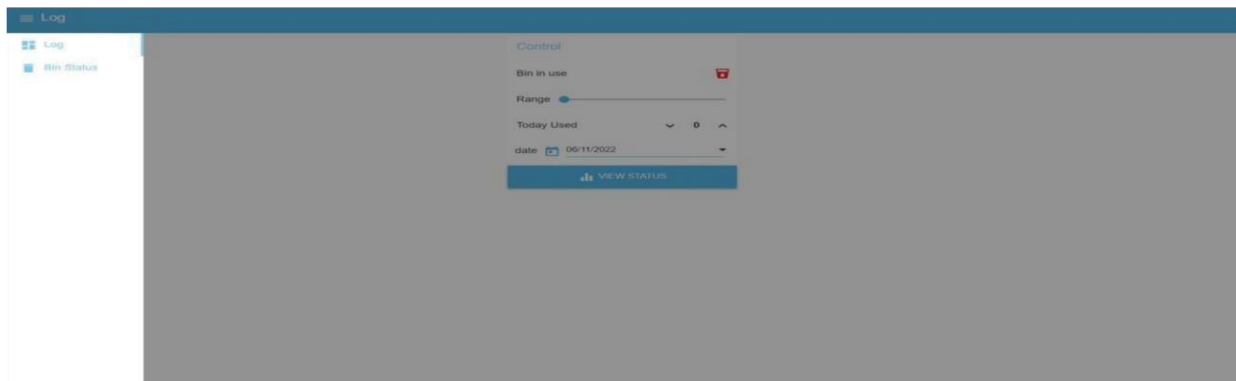 Log
Log
Bin Status
Control
Bin in use
Range
Today Used 0
date 06/11/2022
VIEW STATUS